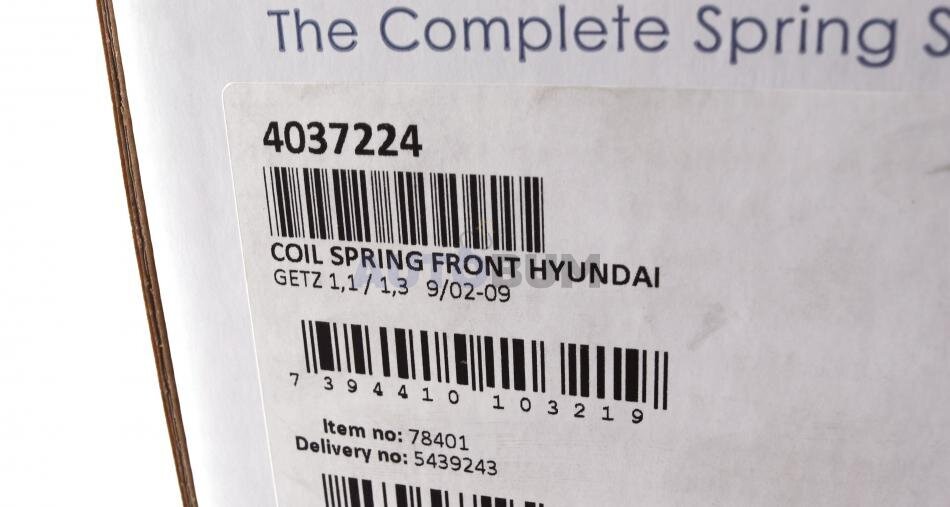 The Complete Spring S
4037224
COIL SPRING FRONT HYUNDAI
GETZ 1,1 / 1,3 9/02-09
AUTOBUM
7 394410 103219
Item no: 78401
Delivery no: 5439243